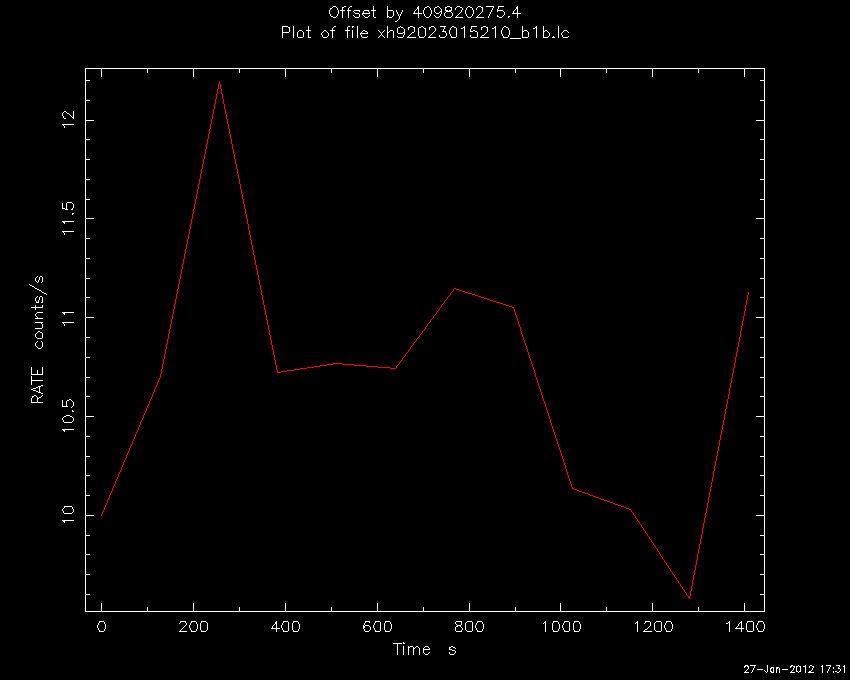 Offset by 409820275.4
Plot of file xh92023015210_b1b.lc
12
11.5
11
10.5
10
RATE counts/s
0 200 400 600 800 1000 1200 1400
Time s
27-Jan-2012 17:31